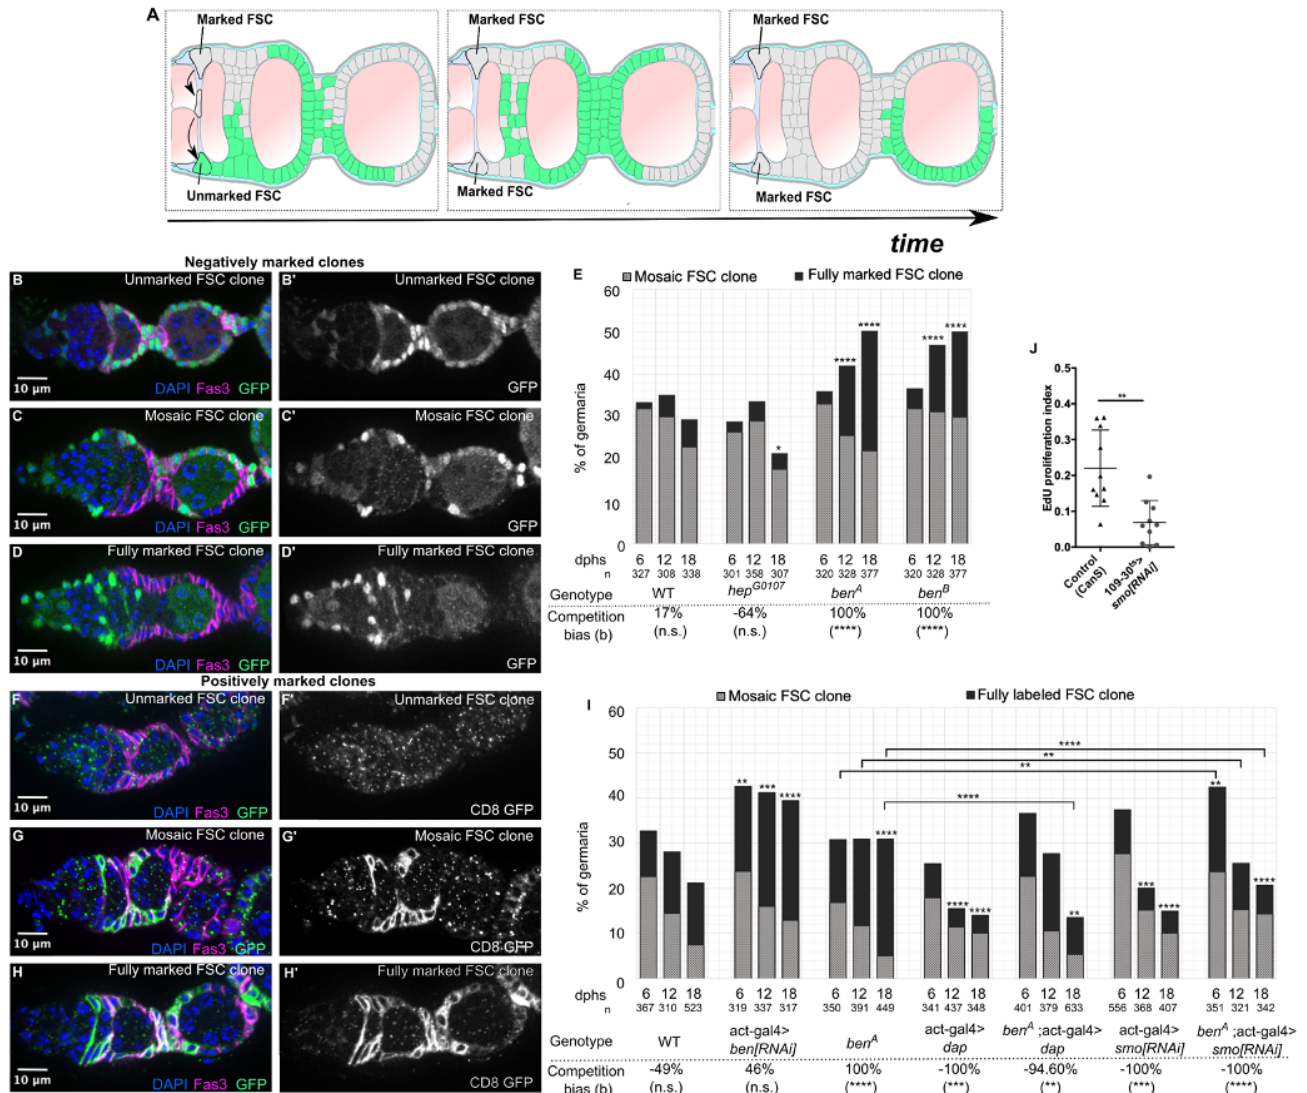 A
Marked FSC
Marked FSC
Marked FSC
Unmarked FSC
Marked FSC
Marked FSC
time
Negatively marked clones
B
Unmarked FSC clone
10 µm
DAPI Fas3 GFP
B'
Unmarked FSC clone
GFP
C
Mosaic FSC clone
10 µm
DAPI Fas3 GFP
C'
Mosaic FSC clone
GFP
D
Fully marked FSC clone
10 µm
DAPI Fas3 GFP
D'
Fully marked FSC clone
GFP
Positively marked clones
F
Unmarked FSC clone
10 µm
DAPI Fas3 GFP
F'
Unmarked FSC clone
CD8 GFP
G
Mosaic FSC clone
10 µm
DAPI Fas3 GFP
G'
Mosaic FSC clone
CD8 GFP
H
Fully marked FSC clone
10 µm
DAPI Fas3 GFP
H'
Fully marked FSC clone
CD8 GFP
E
Mosaic FSC clone Fully marked FSC clone
% of germaria
60
50
40
30
20
10
0
* **** **** **** ****
dphs 6 12 18 6 12 18 6 12 18 6 12 18
n 327 308 338 301 358 307 320 328 377 320 328 377
Genotype WT hepG0107 benA benB
Competition bias (b) 17% (n.s.) -64% (n.s.) 100% (****) 100% (****)
J
EdU proliferation index
0.5
0.4
0.3
0.2
0.1
0.0
**
Control (CanS)
109-30ts> smo[RNAi]
I
Mosaic FSC clone Fully labeled FSC clone
% of germaria
60
50
40
30
20
10
0
****
**
**
****
** *** **** **** **** **** ** *** **** ** ****
dphs 6 12 18 6 12 18 6 12 18 6 12 18 6 12 18 6 12 18 6 12 18
n 367 310 523 319 337 317 350 391 449 341 437 348 401 379 633 556 368 407 351 321 342
Genotype WT act-gal4> ben[RNAi] benA act-gal4> dap benA ;act-gal4> dap act-gal4> smo[RNAi] benA ;act-gal4> smo[RNAi]
Competition -49% 46% 100% -100% -94.60% -100% -100%
bias (b) (n.s.) (n.s.) (****) (***) (**) (***) (****)